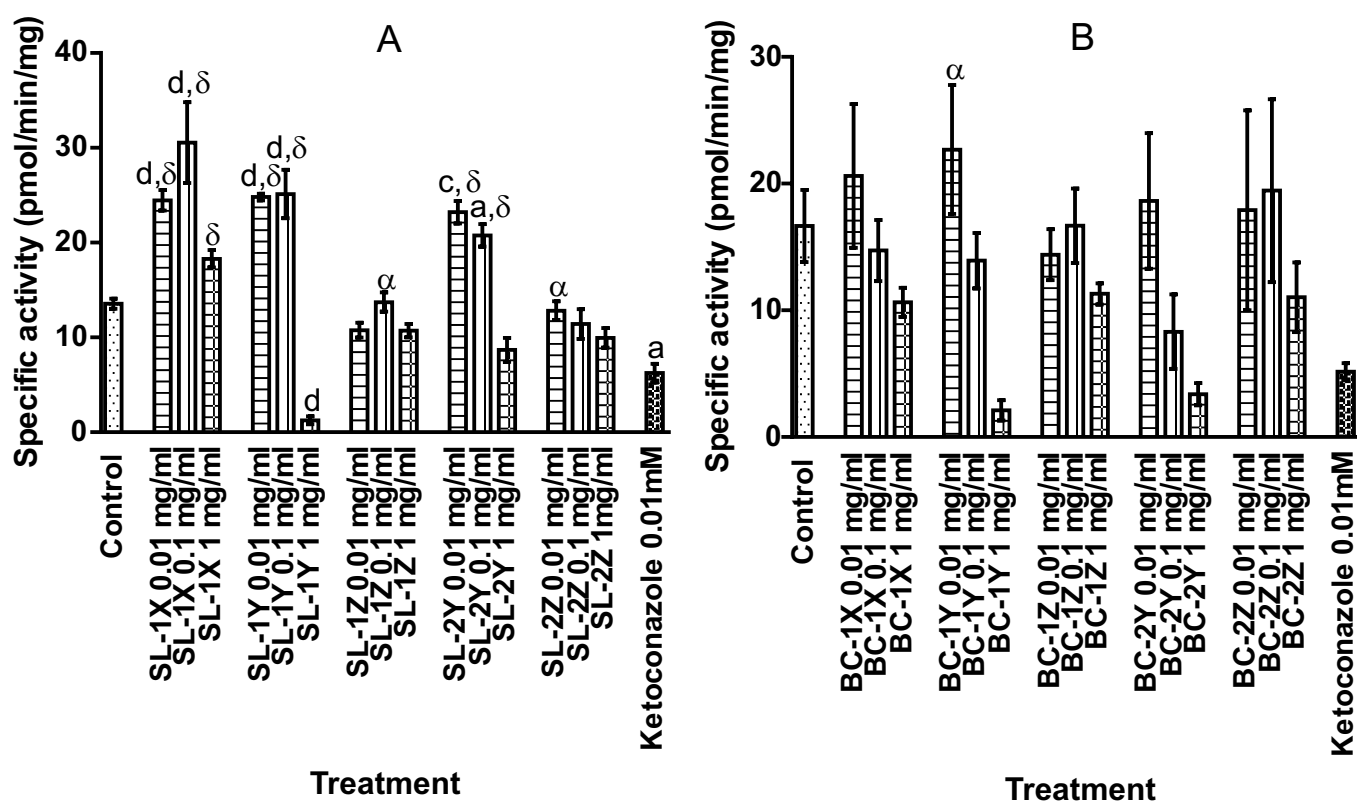 A
Specific activity (pmol/min/mg)
50
40
30
20
10
0
d,δ
d,δ
δ
d,δ
d,δ
d
α
c,δ
a,δ
α
a
Control
SL-1X 0.01 mg/ml
SL-1X 0.1 mg/ml
SL-1X 1 mg/ml
SL-1Y 0.01 mg/ml
SL-1Y 0.1 mg/ml
SL-1Y 1 mg/ml
SL-1Z 0.01 mg/ml
SL-1Z 0.1 mg/ml
SL-1Z 1 mg/ml
SL-2Y 0.01 mg/ml
SL-2Y 0.1 mg/ml
SL-2Y 1 mg/ml
SL-2Z 0.01 mg/ml
SL-2Z 0.1 mg/ml
SL-2Z 1mg/ml
Ketoconazole 0.01mM
Treatment
B
Specific activity (pmol/min/mg)
30
20
10
0
α
Control
BC-1X 0.01 mg/ml
BC-1X 0.1 mg/ml
BC-1X 1 mg/ml
BC-1Y 0.01 mg/ml
BC-1Y 0.1 mg/ml
BC-1Y 1 mg/ml
BC-1Z 0.01 mg/ml
BC-1Z 0.1 mg/ml
BC-1Z 1 mg/ml
BC-2Y 0.01 mg/ml
BC-2Y 0.1 mg/ml
BC-2Y 1 mg/ml
BC-2Z 0.01 mg/ml
BC-2Z 0.1 mg/ml
BC-2Z 1 mg/ml
Ketoconazole 0.01mM
Treatment